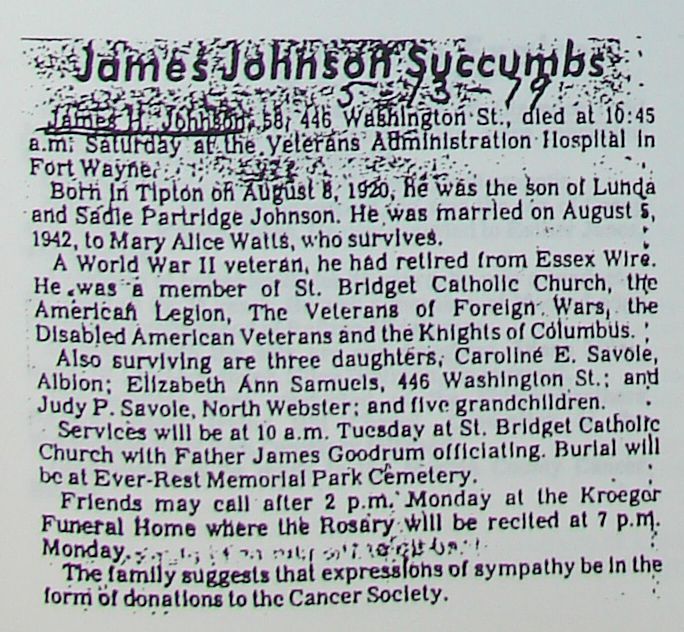 James Johnson Succumbs
5-13-79
James H. Johnson, 58, 446 Washington St., died at 10:45
a.m. Saturday at the Veterans Administration Hospital in
Fort Wayne.
Born in Tipton on August 8, 1920, he was the son of Lunda
and Sadie Partridge Johnson. He was married on August 5,
1942, to Mary Alice Watts, who survives.
A World War II veteran, he had retired from Essex Wire.
He was a member of St. Bridget Catholic Church, the
American Legion, The Veterans of Foreign Wars, the
Disabled American Veterans and the Knights of Columbus.
Also surviving are three daughters, Caroline E. Savoie,
Albion; Elizabeth Ann Samuels, 446 Washington St.; and
Judy P. Savoie, North Webster; and five grandchildren.
Services will be at 10 a.m. Tuesday at St. Bridget Catholic
Church with Father James Goodrum officiating. Burial will
be at Ever-Rest Memorial Park Cemetery.
Friends may call after 2 p.m. Monday at the Kroeger
Funeral Home where the Rosary will be recited at 7 p.m.
Monday.
The family suggests that expressions of sympathy be in the
form of donations to the Cancer Society.